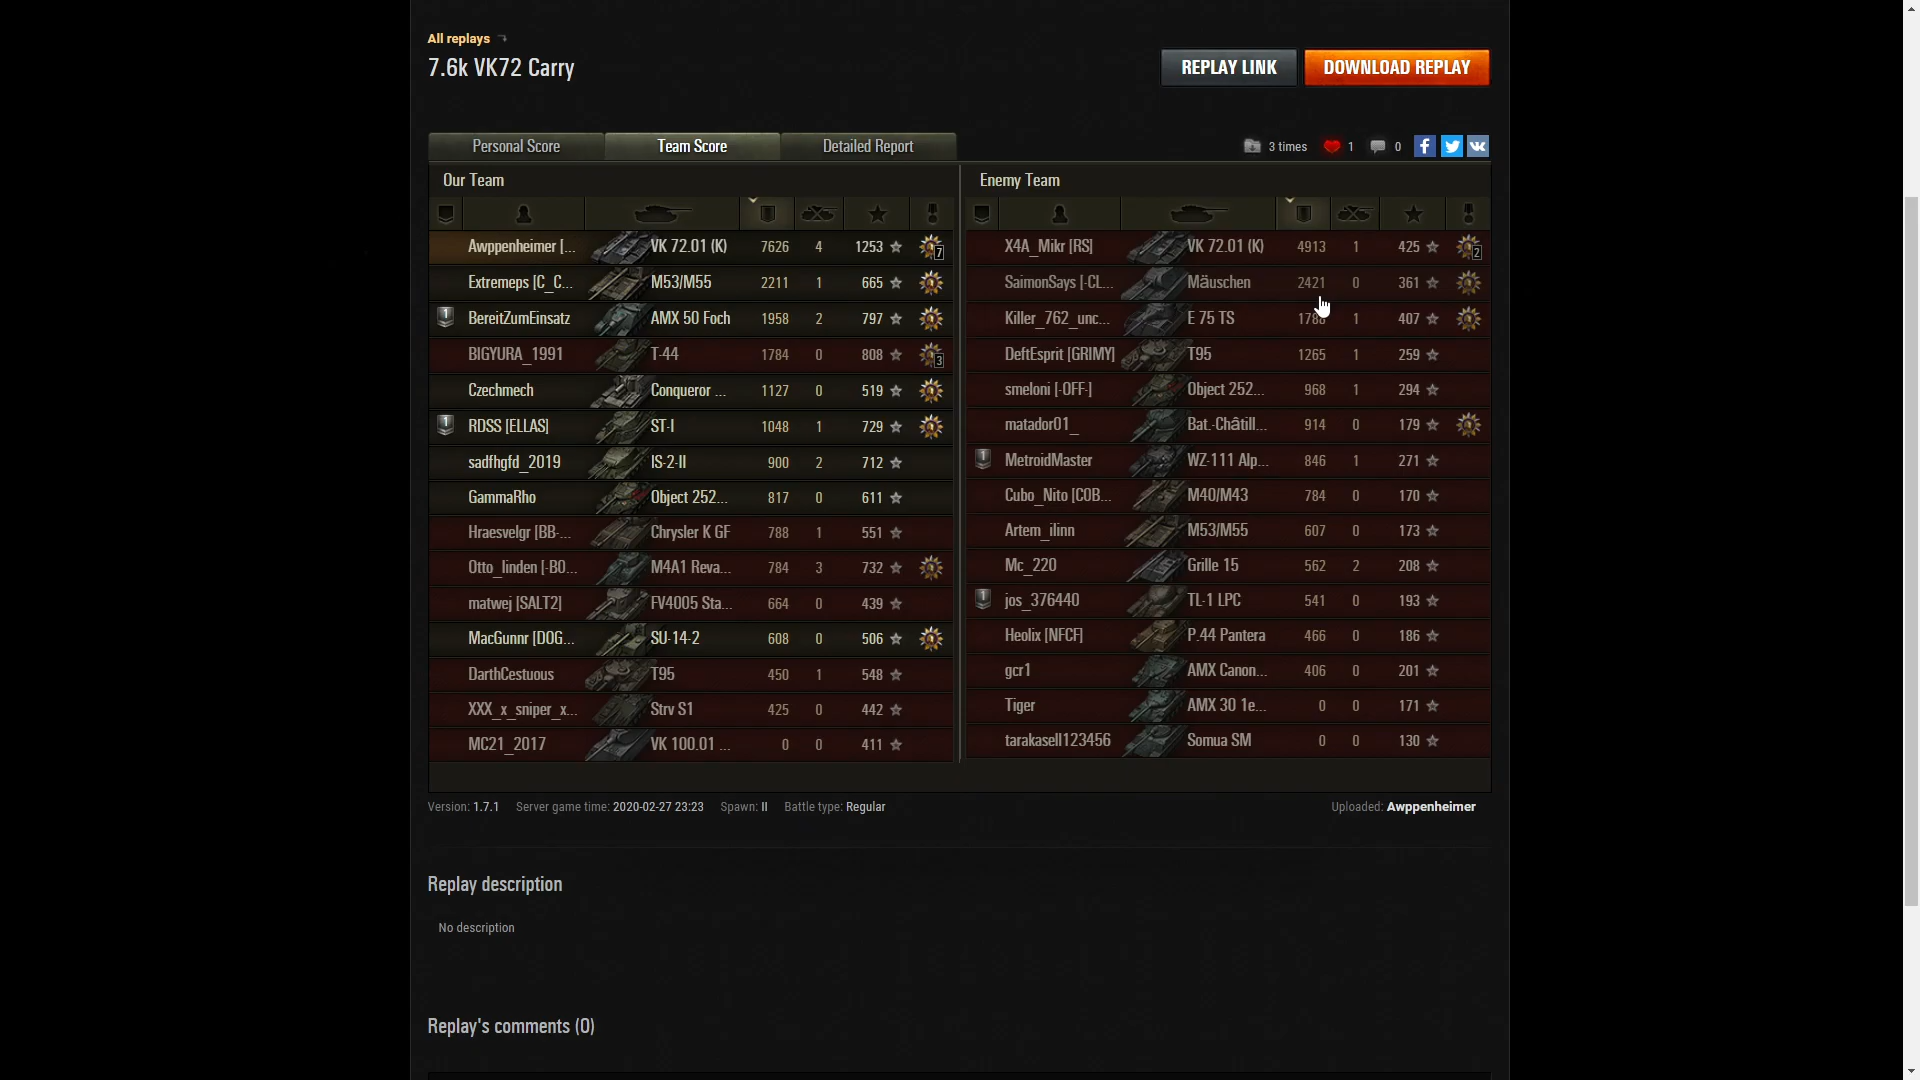 All replays
7.6k VK72 Carry
REPLAY LINK
DOWNLOAD REPLAY
Personal Score
Team Score
Detailed Report
3 times
1
0
Our Team
Awppenheimer [... VK 72.01 (K) 7626 4 1253 7
Extremeps [C_C... M53/M55 2211 1 665
1 BereitZumEinsatz AMX 50 Foch 1958 2 797
BIGYURA_1991 T-44 1784 0 808 3
Czechmech Conqueror ... 1127 0 519
1 RDSS [ELLAS] ST-I 1048 1 729
sadfhgfd_2019 IS-2-II 900 2 712
GammaRho Object 252... 817 0 611
Hraesvelgr [BB-... Chrysler K GF 788 1 551
Otto_linden [-BO... M4A1 Reva... 784 3 732
matwej [SALT2] FV4005 Sta... 664 0 439
MacGunnr [DOG... SU-14-2 608 0 506
DarthCestuous T95 450 1 548
XXX_x_sniper_x... Strv S1 425 0 442
MC21_2017 VK 100.01 ... 0 0 411
Enemy Team
X4A_Mikr [RS] VK 72.01 (K) 4913 1 425 2
SaimonSays [-CL... Mäuschen 2421 0 361
Killer_762_unc... E 75 TS 1 407
DeftEsprit [GRIMY] T95 1265 1 259
smeloni [-OFF-] Object 252... 968 1 294
matador01_ Bat.-Châtill... 914 0 179
1 MetroidMaster WZ-111 Alp... 846 1 271
Cubo_Nito [COB... M40/M43 784 0 170
Artem_ilinn M53/M55 607 0 173
Mc_220 Grille 15 562 2 208
1 jos_376440 TL-1 LPC 541 0 193
Heolix [NFCF] P.44 Pantera 466 0 186
gcr1 AMX Canon... 406 0 201
Tiger AMX 30 1e... 0 0 171
tarakasell123456 Somua SM 0 0 130
Version: 1.7.1 Server game time: 2020-02-27 23:23 Spawn: II Battle type: Regular
Uploaded: Awppenheimer
Replay description
No description
Replay's comments (0)